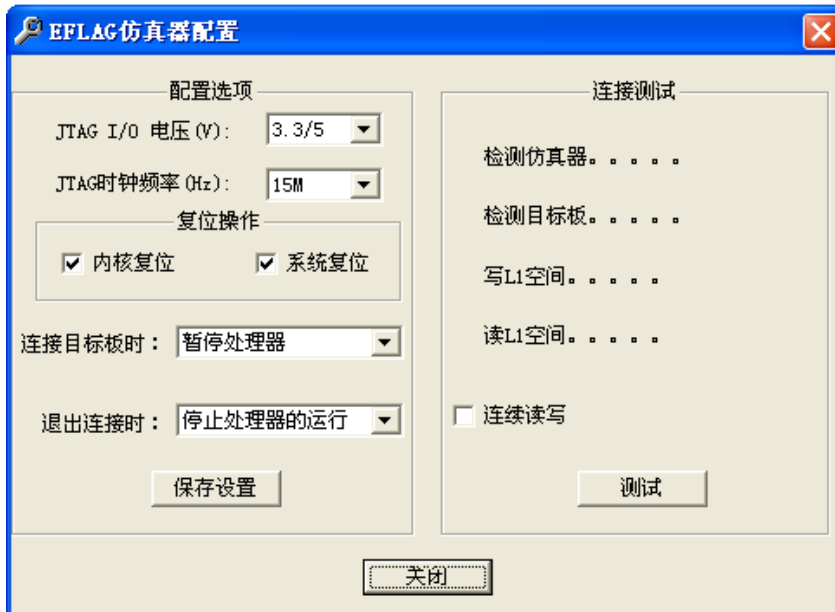 EFLAG仿真器配置
配置选项
JTAG I/O 电压(V): 3.3/5
JTAG时钟频率(Hz): 15M
复位操作
内核复位 系统复位
连接目标板时： 暂停处理器
退出连接时： 停止处理器的运行
保存设置
连接测试
检测仿真器。。。。。
检测目标板。。。。。
写L1空间。。。。。
读L1空间。。。。。
连续读写
测试
关闭